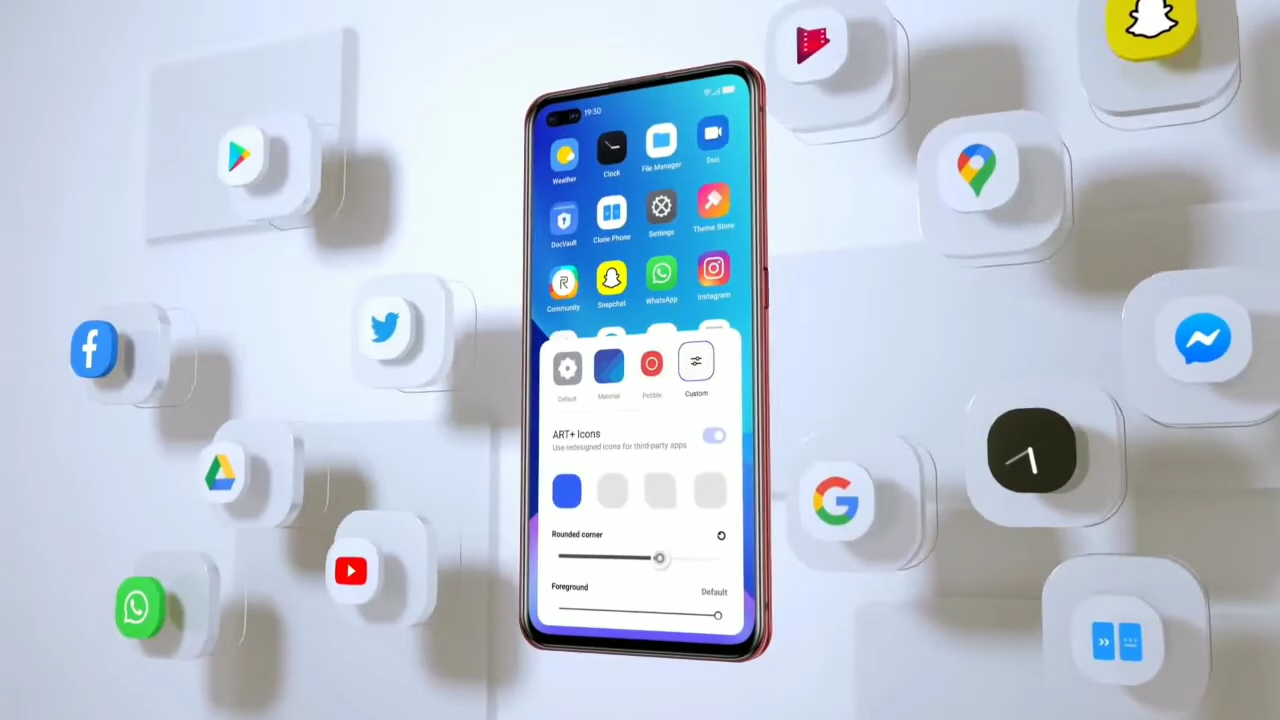 19:30
Weather
Clock
File Manager
Duo
DocVault
Clone Phone
Settings
Theme Store
Community
Snapchat
WhatsApp
Instagram
Default
Material
Pebble
Custom
ART+ Icons
Use redesigned icons for third-party apps
Rounded corner
Foreground
Default